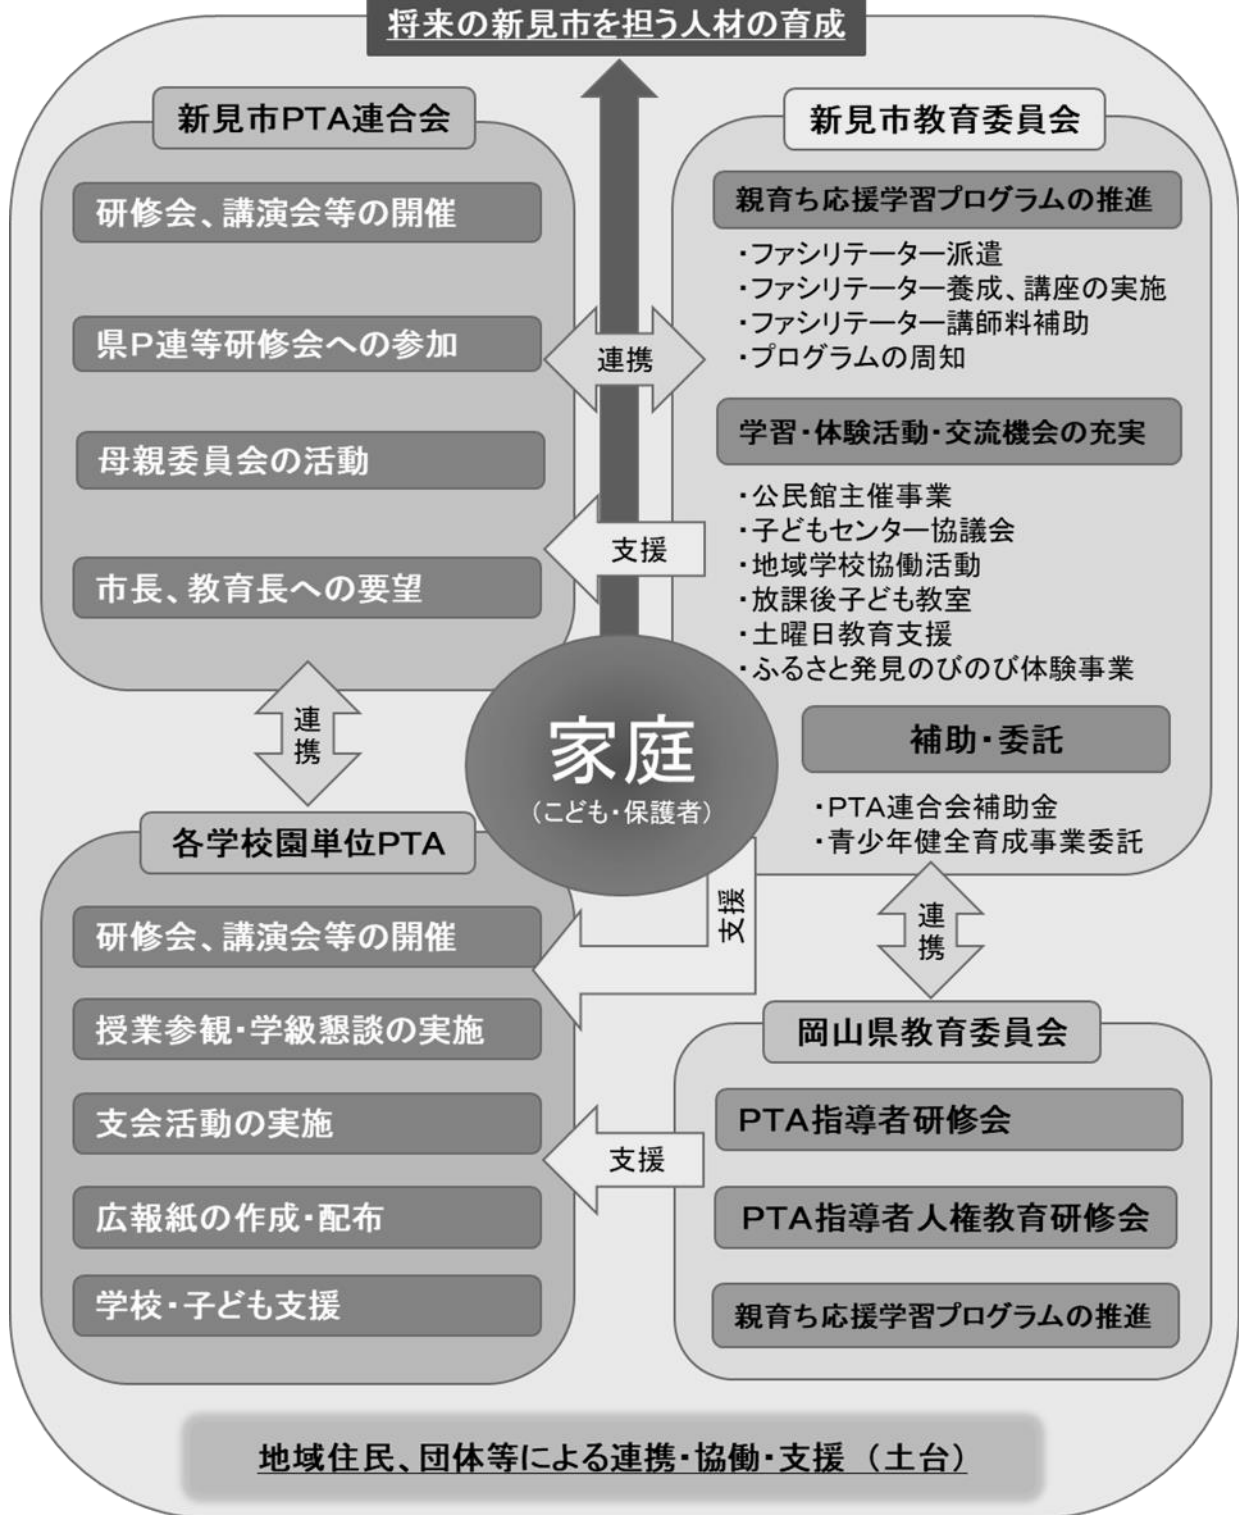 将来の新見市を担う人材の育成
新見市PTA連合会
研修会、講演会等の開催
県P連等研修会への参加
母親委員会の活動
市長、教育長への要望
連携
支援
新見市教育委員会
親育ち応援学習プログラムの推進
・ファシリテーター派遣
・ファシリテーター養成、講座の実施
・ファシリテーター講師料補助
・プログラムの周知
学習・体験活動・交流機会の充実
・公民館主催事業
・子どもセンター協議会
・地域学校協働活動
・放課後子ども教室
・土曜日教育支援
・ふるさと発見のびのび体験事業
補助・委託
・PTA連合会補助金
・青少年健全育成事業委託
家庭
（こども・保護者）
連携
各学校園単位PTA
研修会、講演会等の開催
授業参観・学級懇談の実施
支会活動の実施
広報紙の作成・配布
学校・子ども支援
支援
連携
支援
岡山県教育委員会
PTA指導者研修会
PTA指導者人権教育研修会
親育ち応援学習プログラムの推進
地域住民、団体等による連携・協働・支援（土台）